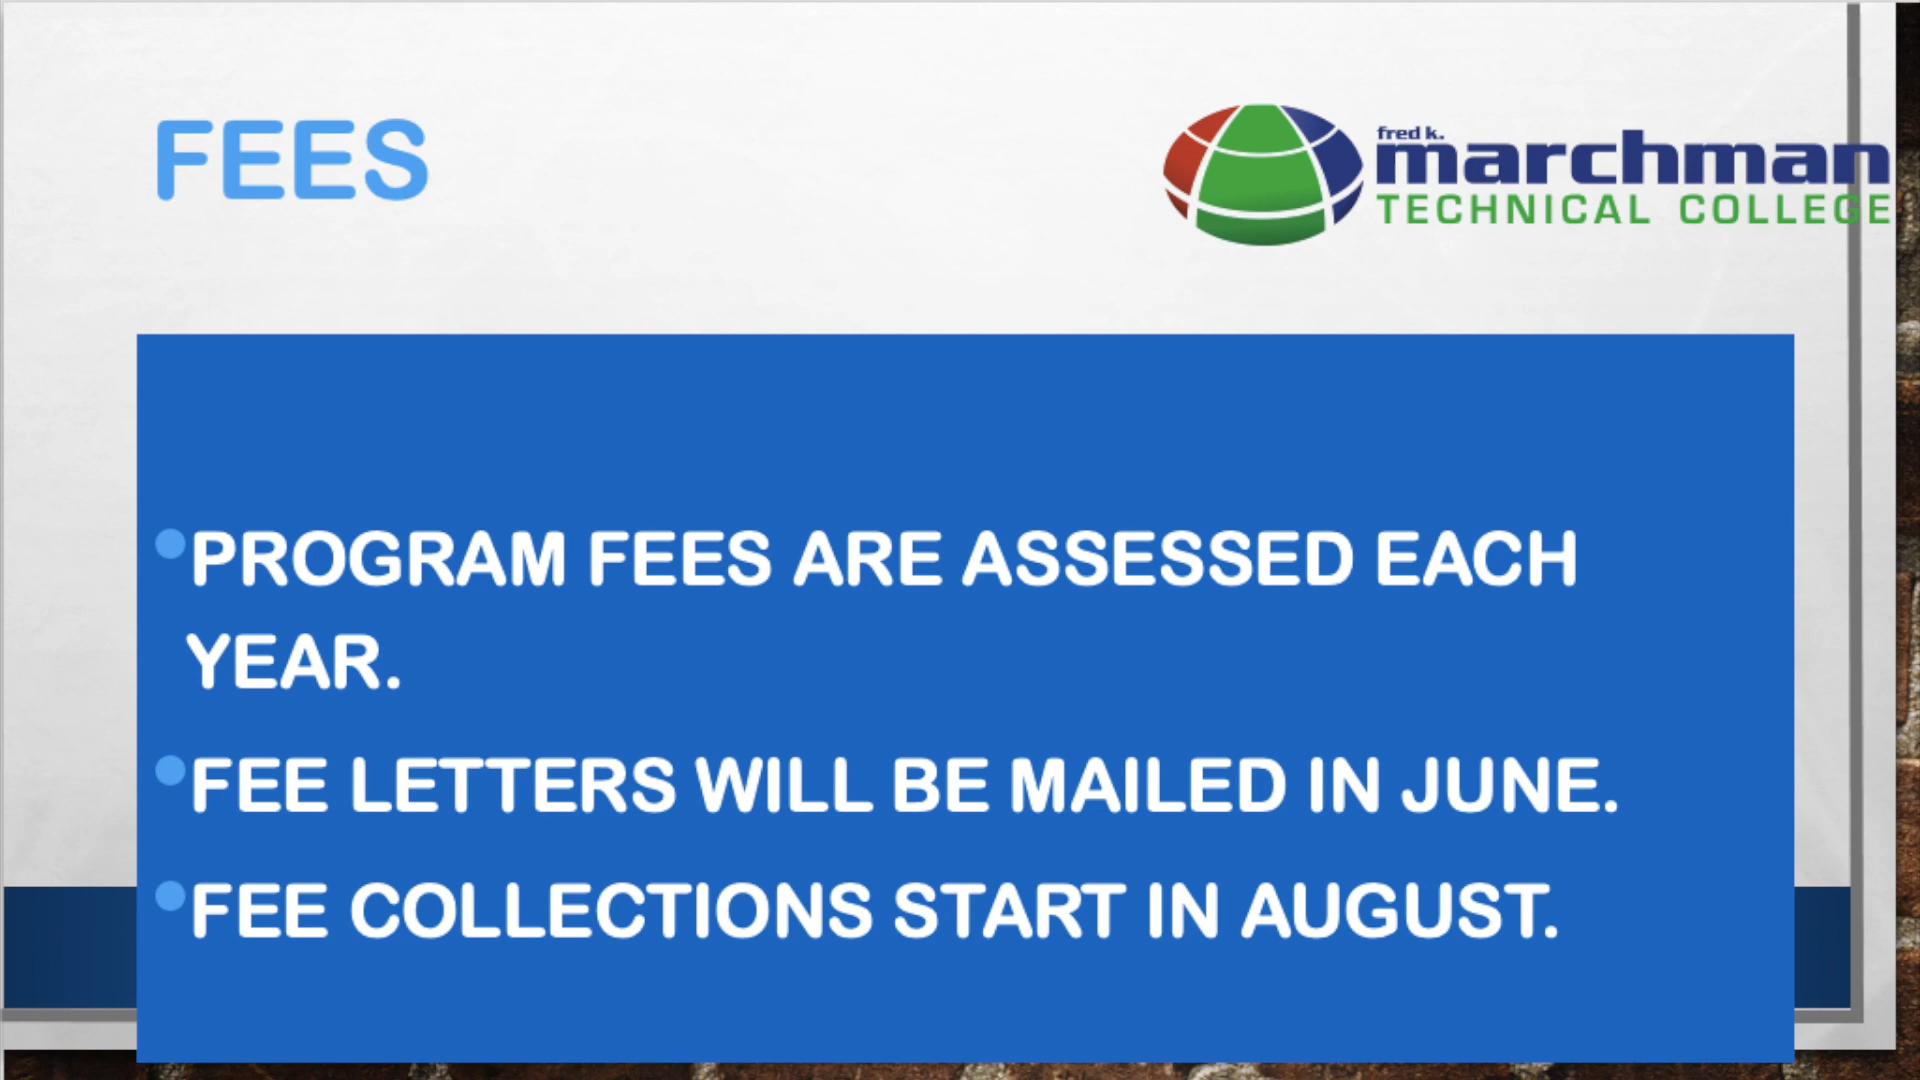 FEES
fred k.
marchman
TECHNICAL COLLEGE
•PROGRAM FEES ARE ASSESSED EACH
YEAR.
•FEE LETTERS WILL BE MAILED IN JUNE.
•FEE COLLECTIONS START IN AUGUST.